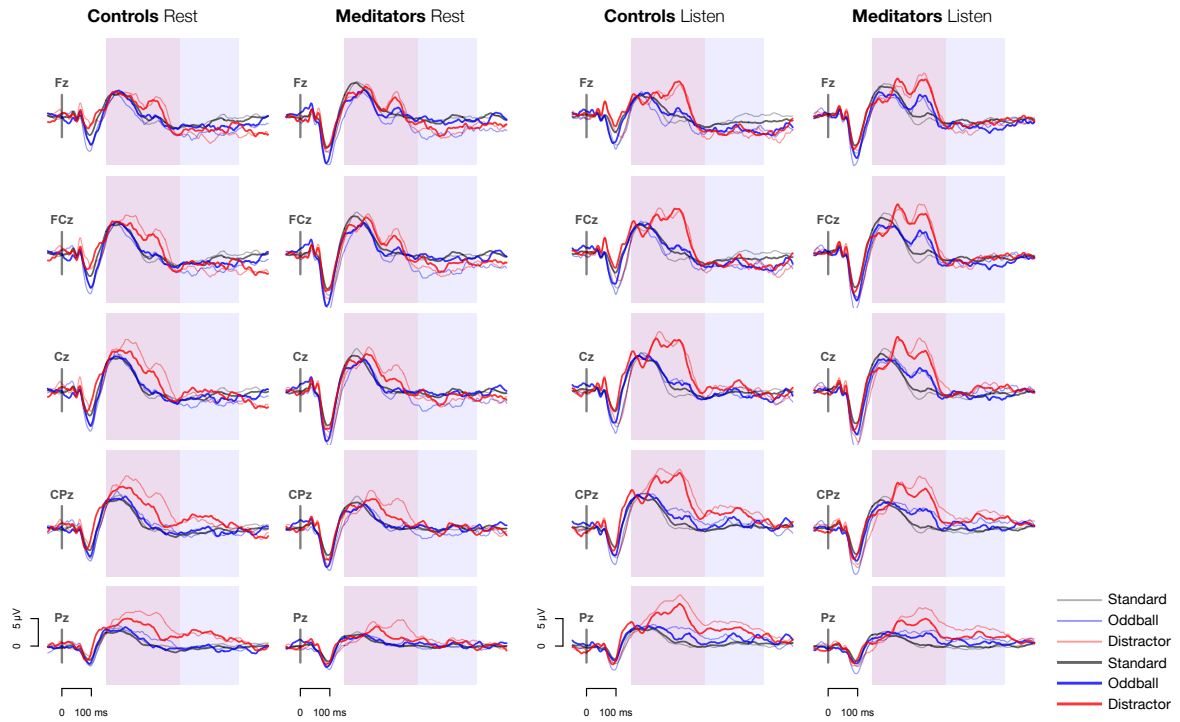 Controls Rest Meditators Rest Controls Listen Meditators Listen
Fz Fz Fz Fz
FCz FCz FCz FCz
Cz Cz Cz Cz
CPz CPz CPz CPz
Pz Pz Pz Pz
5 µV 5 µV
0 0
0 100 ms 0 100 ms 0 100 ms 0 100 ms
Standard
Oddball
Distractor
Standard
Oddball
Distractor